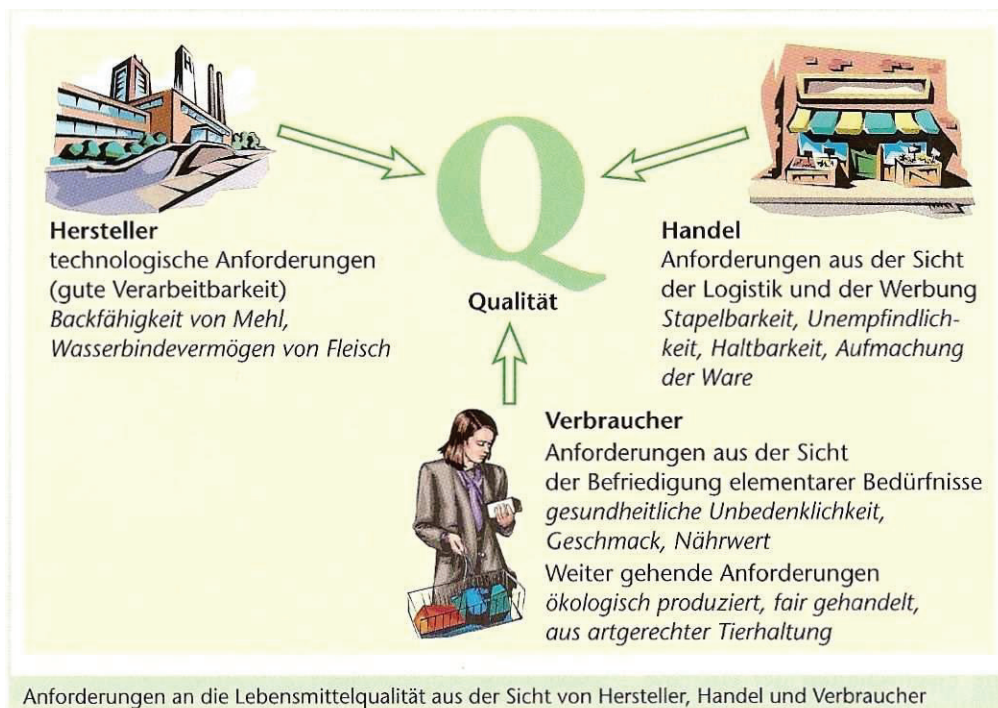 H
Q
Qualität
Hersteller
technologische Anforderungen
(gute Verarbeitbarkeit)
Backfähigkeit von Mehl,
Wasserbindevermögen von Fleisch
Handel
Anforderungen aus der Sicht
der Logistik und der Werbung
Stapelbarkeit, Unempfindlich-
keit, Haltbarkeit, Aufmachung
der Ware
Verbraucher
Anforderungen aus der Sicht
der Befriedigung elementarer Bedürfnisse
gesundheitliche Unbedenklichkeit,
Geschmack, Nährwert
Weiter gehende Anforderungen
ökologisch produziert, fair gehandelt,
aus artgerechter Tierhaltung
Anforderungen an die Lebensmittelqualität aus der Sicht von Hersteller, Handel und Verbraucher